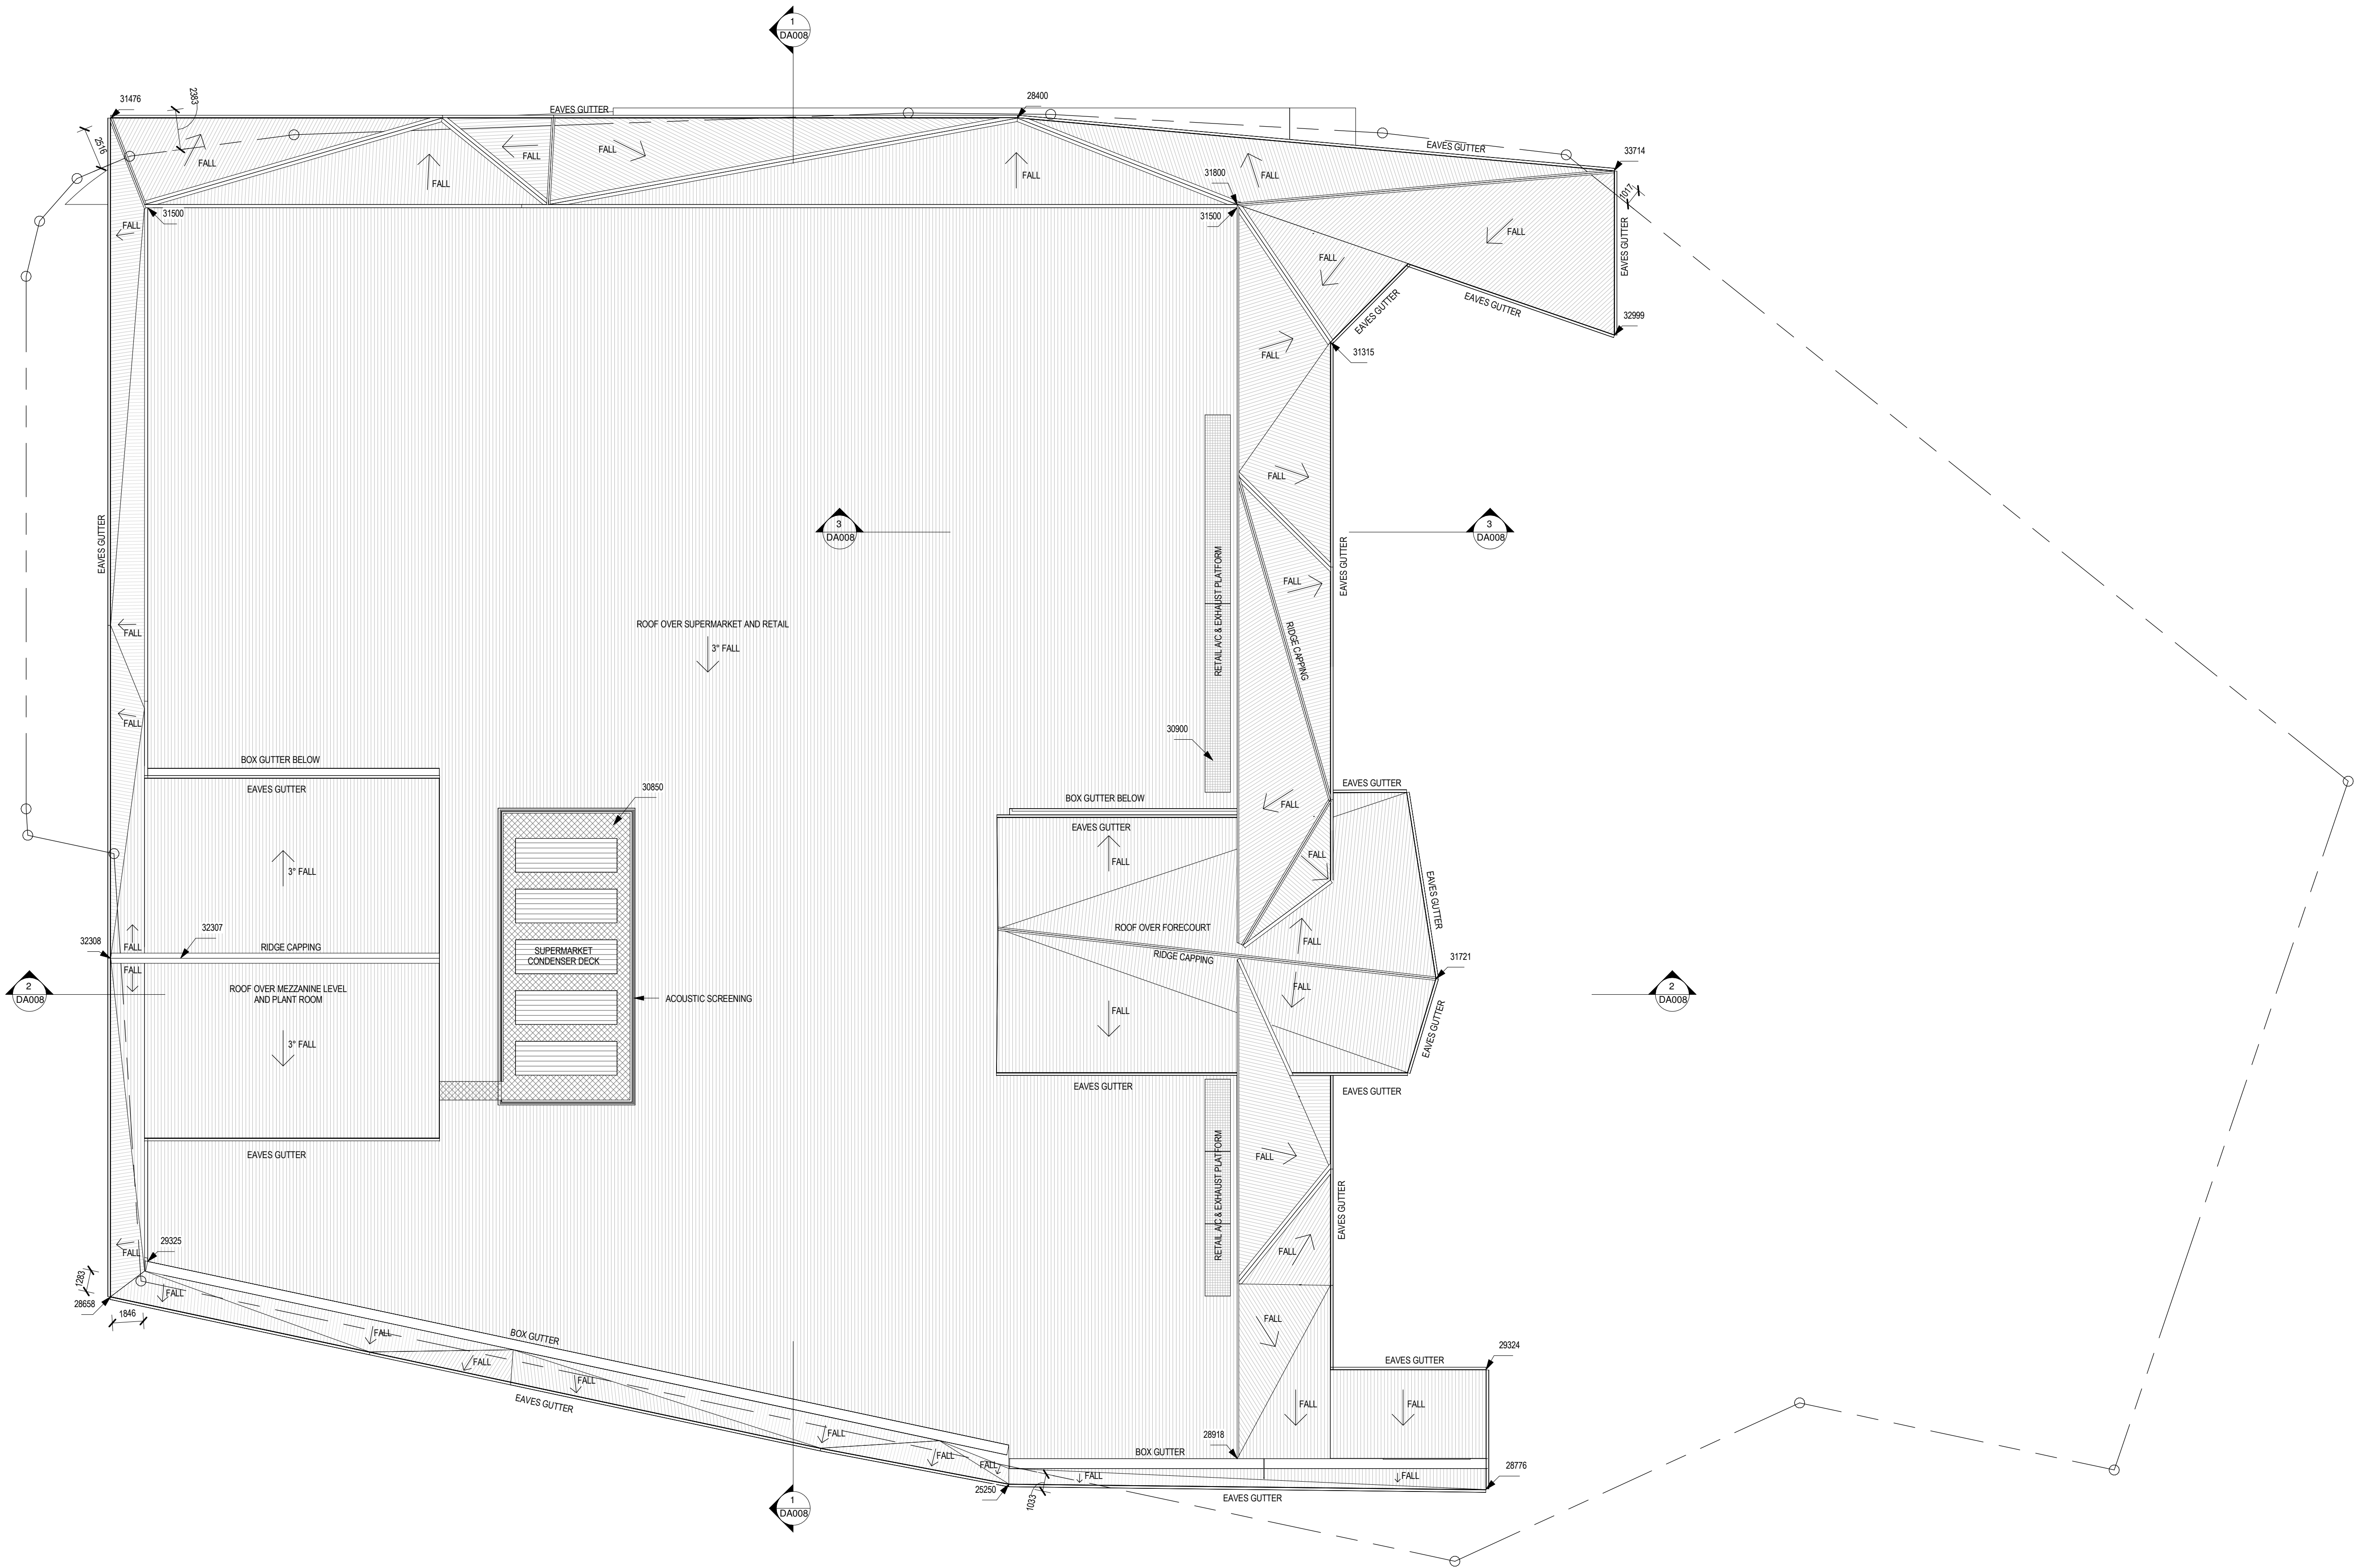 1
DA008
31476
2383
EAVES GUTTER
28400
2516
FALL
FALL
FALL
FALL
FALL
FALL
EAVES GUTTER
33714
31800
1017
31500
31500
FALL
FALL
FALL
EAVES GUTTER
EAVES GUTTER
EAVES GUTTER
32999
31315
FALL
FALL
3
DA008
3
DA008
EAVES GUTTER
RETAIL A/C & EXHAUST PLATFORM
EAVES GUTTER
FALL
ROOF OVER SUPERMARKET AND RETAIL
3° FALL
FALL
RIDGE CAPPING
FALL
30900
BOX GUTTER BELOW
EAVES GUTTER
30850
BOX GUTTER BELOW
EAVES GUTTER
EAVES GUTTER
FALL
FALL
FALL
3° FALL
EAVES GUTTER
32308
FALL
32307
RIDGE CAPPING
SUPERMARKET
CONDENSER DECK
ROOF OVER FORECOURT
FALL
RIDGE CAPPING
31721
FALL
2
DA008
ROOF OVER MEZZANINE LEVEL
AND PLANT ROOM
ACOUSTIC SCREENING
FALL
FALL
2
DA008
3° FALL
EAVES GUTTER
EAVES GUTTER
EAVES GUTTER
EAVES GUTTER
RETAIL A/C & EXHAUST PLATFORM
FALL
EAVES GUTTER
29325
FALL
FALL
1283
28658
1846
FALL
FALL
BOX GUTTER
FALL
FALL
FALL
EAVES GUTTER
29324
EAVES GUTTER
FALL
FALL
FALL
FALL
FALL
28918
BOX GUTTER
FALL
FALL
FALL
28776
25250
1033
EAVES GUTTER
1
DA008